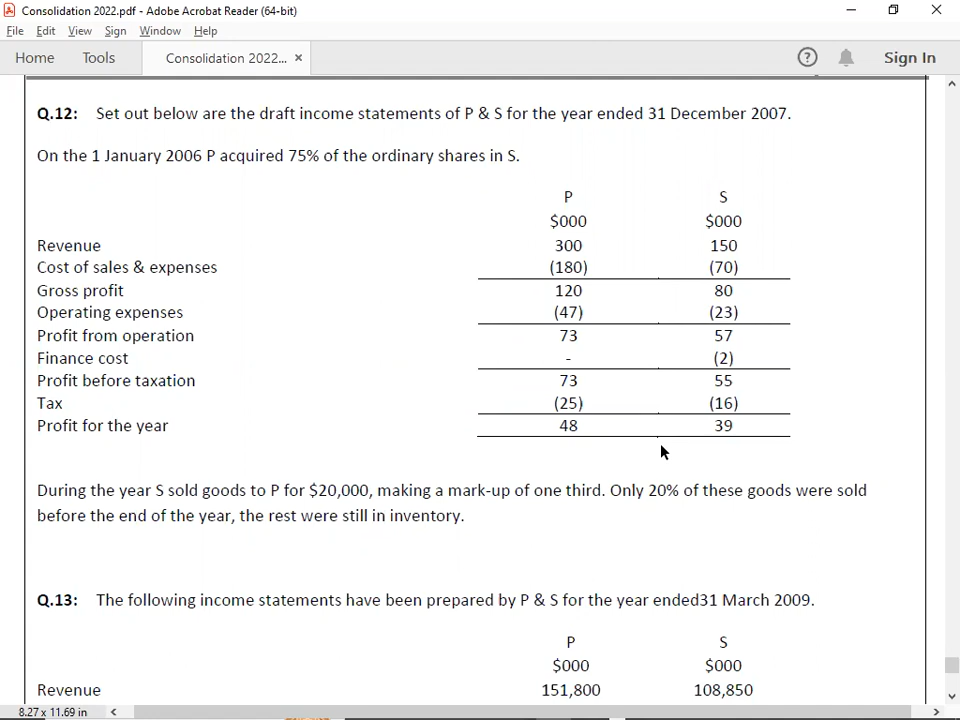 Consolidation 2022.pdf - Adobe Acrobat Reader (64-bit)
File Edit View Sign Window Help
Home Tools Consolidation 2022... × Sign In
Q.12: Set out below are the draft income statements of P & S for the year ended 31 December 2007.
On the 1 January 2006 P acquired 75% of the ordinary shares in S.
P S
$000 $000
Revenue 300 150
Cost of sales & expenses (180) (70)
Gross profit 120 80
Operating expenses (47) (23)
Profit from operation 73 57
Finance cost - (2)
Profit before taxation 73 55
Tax (25) (16)
Profit for the year 48 39
During the year S sold goods to P for $20,000, making a mark-up of one third. Only 20% of these goods were sold
before the end of the year, the rest were still in inventory.
Q.13: The following income statements have been prepared by P & S for the year ended31 March 2009.
P S
$000 $000
Revenue 151,800 108,850
8.27 x 11.69 in